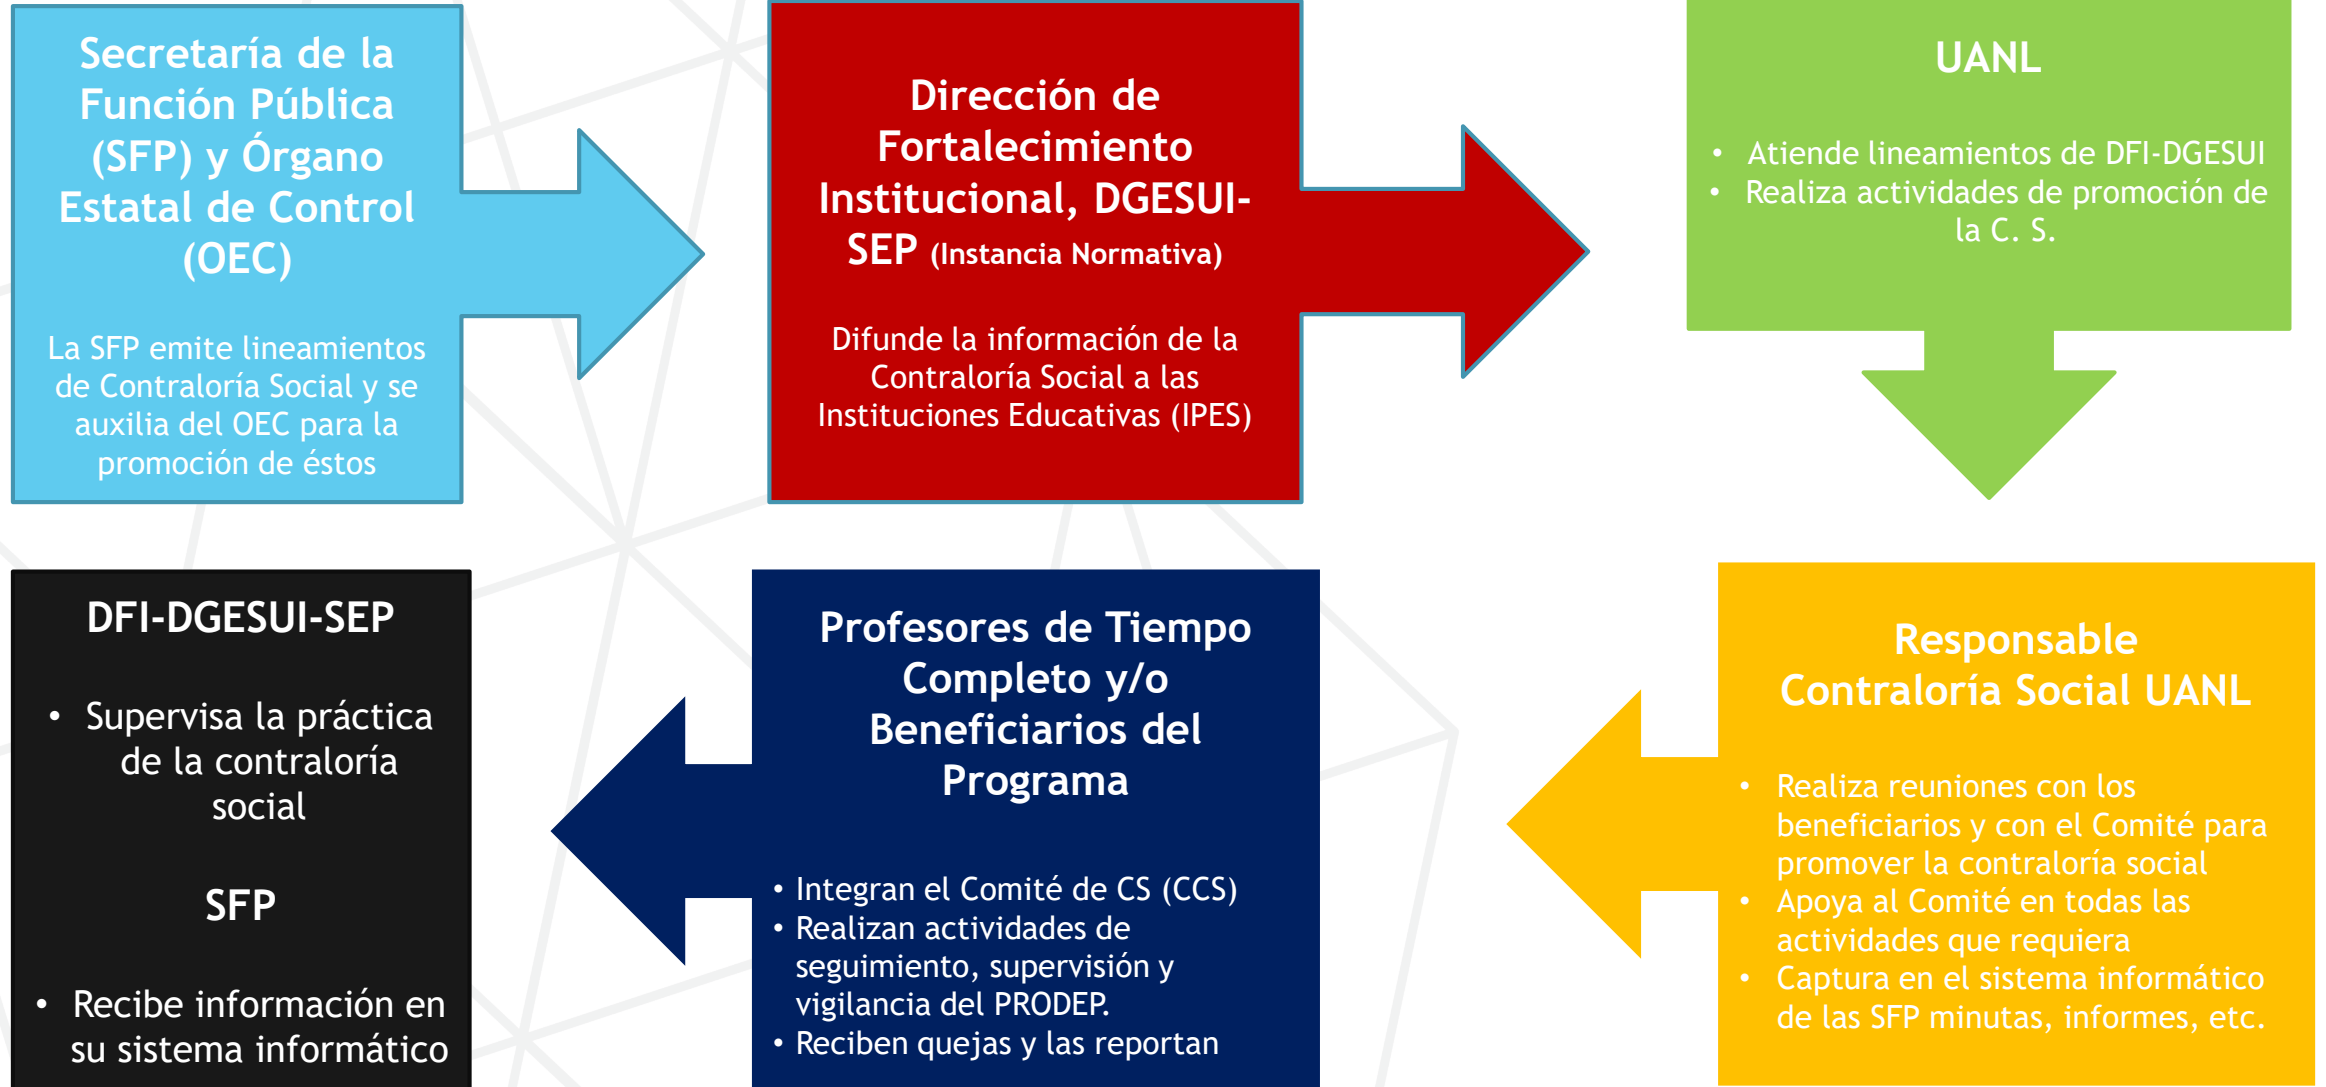 Secretaría de la
Función Pública
(SFP) y Órgano
Estatal de Control
(OEC)
La SFP emite lineamientos
de Contraloría Social y se
auxilia del OEC para la
promoción de éstos
Dirección de
Fortalecimiento
Institucional, DGESUI-
SEP (Instancia Normativa)
Difunde la información de la
Contraloría Social a las
Instituciones Educativas (IPES)
UANL
• Atiende lineamientos de DFI-DGESUI
• Realiza actividades de promoción de
la C. S.
Responsable
Contraloría Social UANL
• Realiza reuniones con los
beneficiarios y con el Comité para
promover la contraloría social
• Apoya al Comité en todas las
actividades que requiera
• Captura en el sistema informático
de las SFP minutas, informes, etc.
Profesores de Tiempo
Completo y/o
Beneficiarios del
Programa
• Integran el Comité de CS (CCS)
• Realizan actividades de
seguimiento, supervisión y
vigilancia del PRODEP.
• Reciben quejas y las reportan
DFI-DGESUI-SEP
• Supervisa la práctica
de la contraloría
social
SFP
• Recibe información en
su sistema informático